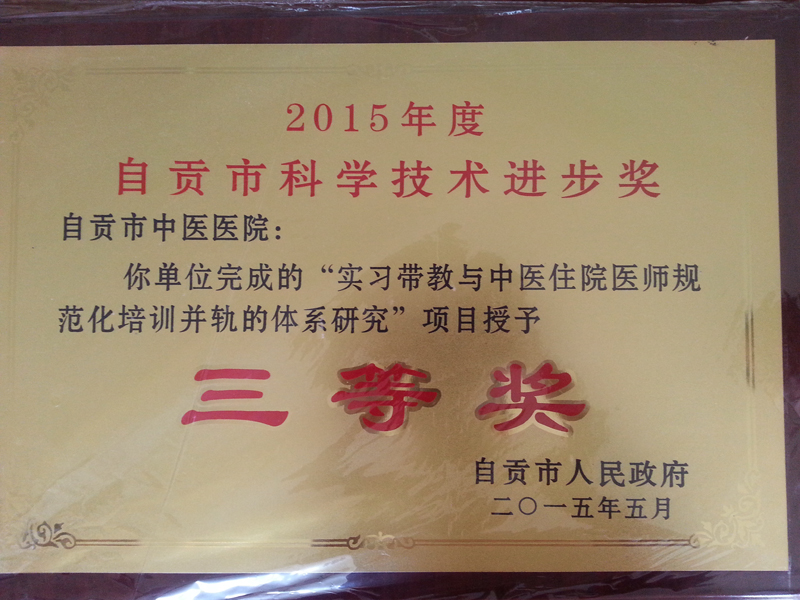 2015年度
自贡市科学技术进步奖
自贡市中医医院：
你单位完成的“实习带教与中医住院医师规
范化培训并轨的体系研究”项目授予
三等奖
自贡市人民政府
二〇一五年五月